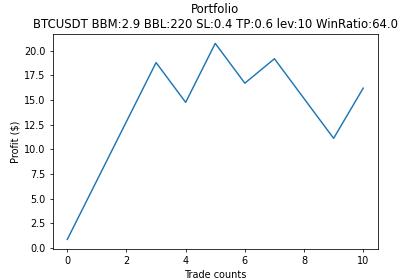 Portfolio
BTCUSDT BBM:2.9 BBL:220 SL:0.4 TP:0.6 lev:10 WinRatio:64.0
20.0
17.5
15.0
12.5
10.0
7.5
5.0
2.5
0.0
Profit ($)
0 2 4 6 8 10
Trade counts